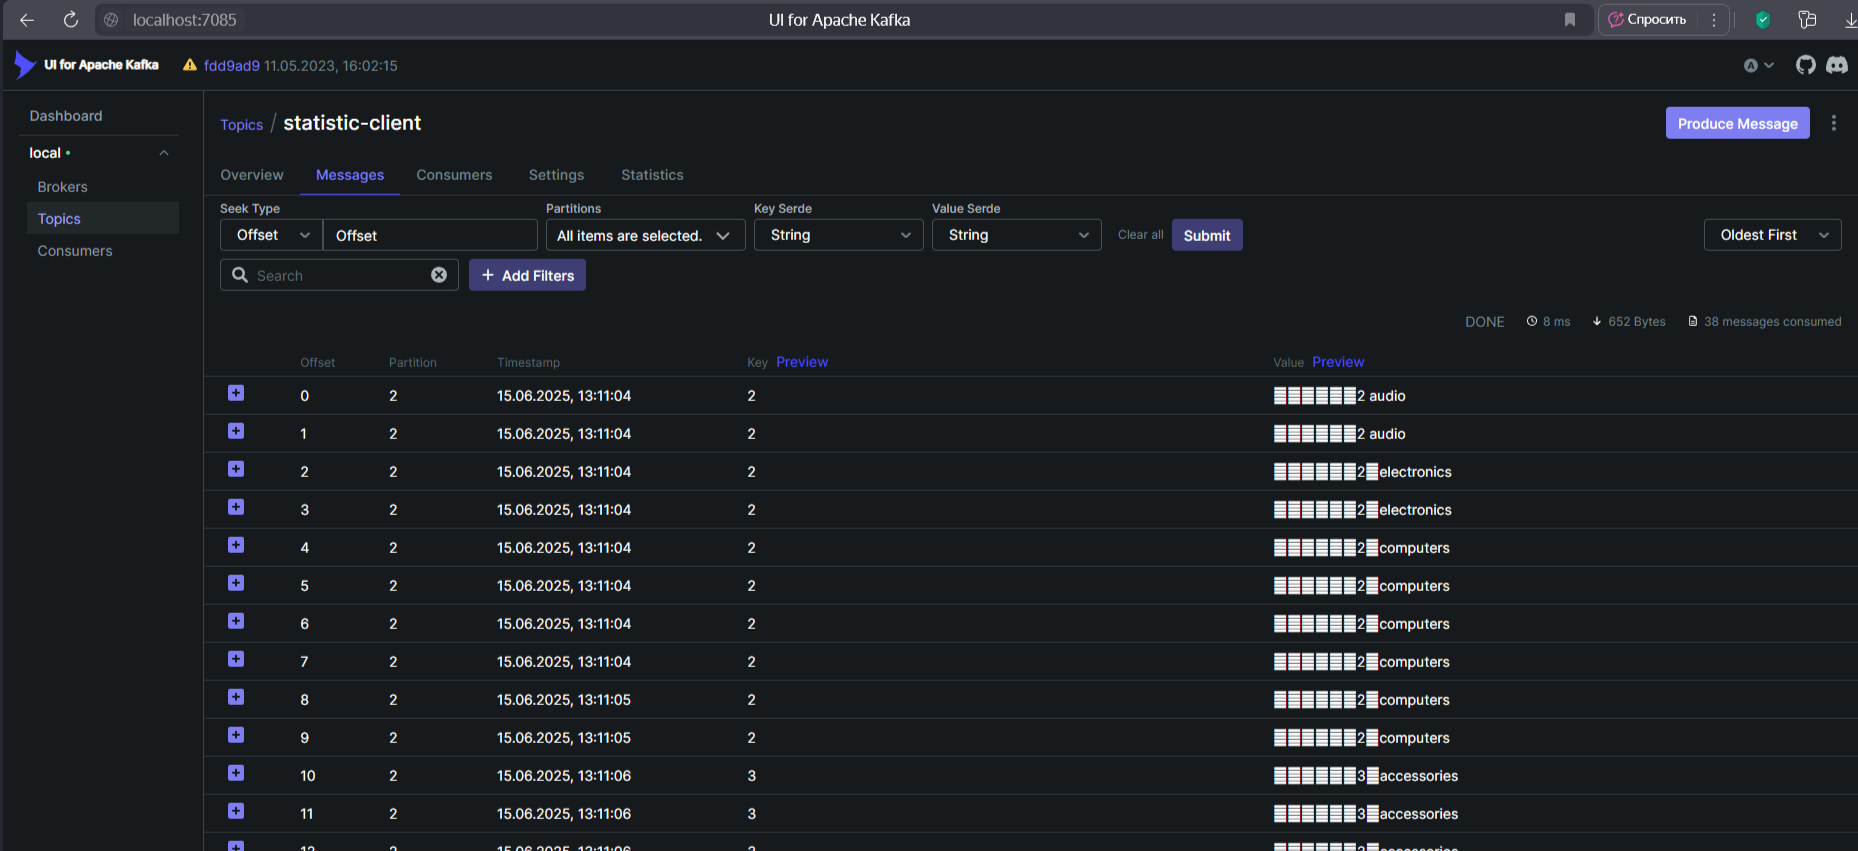 localhost:7085 UI for Apache Kafka Спросить
UI for Apache Kafka fdd9ad9 11.05.2023, 16:02:15 A
Dashboard
local
Brokers
Topics
Consumers
Topics / statistic-client Produce Message
Overview Messages Consumers Settings Statistics
Seek Type Partitions Key Serde Value Serde
Offset Offset All items are selected. String String Clear all Submit Oldest First
Search + Add Filters
DONE 8 ms 652 Bytes 38 messages consumed
Offset Partition Timestamp Key Preview Value Preview
0 2 15.06.2025, 13:11:04 2 2 audio
1 2 15.06.2025, 13:11:04 2 2 audio
2 2 15.06.2025, 13:11:04 2 2 electronics
3 2 15.06.2025, 13:11:04 2 2 electronics
4 2 15.06.2025, 13:11:04 2 2 computers
5 2 15.06.2025, 13:11:04 2 2 computers
6 2 15.06.2025, 13:11:04 2 2 computers
7 2 15.06.2025, 13:11:04 2 2 computers
8 2 15.06.2025, 13:11:05 2 2 computers
9 2 15.06.2025, 13:11:05 2 2 computers
10 2 15.06.2025, 13:11:06 3 3 accessories
11 2 15.06.2025, 13:11:06 3 3 accessories